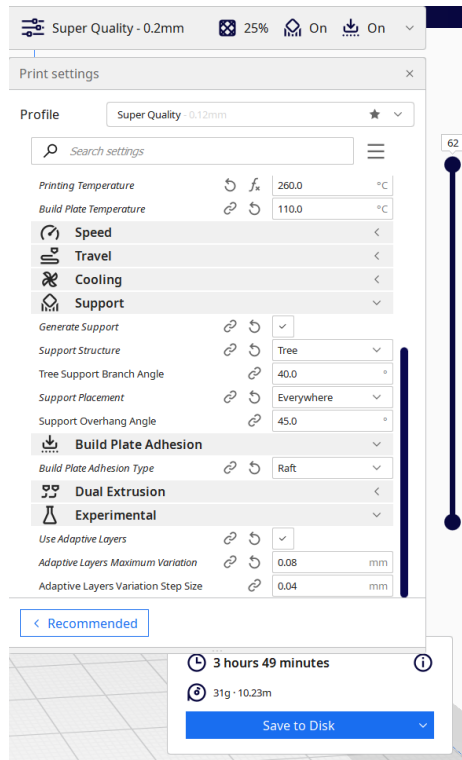 Super Quality - 0.2mm 25% On On
Print settings
Profile Super Quality - 0.12mm
Search settings
Printing Temperature 260.0 °C
Build Plate Temperature 110.0 °C
Speed
Travel
Cooling
Support
Generate Support
Support Structure Tree
Tree Support Branch Angle 40.0 °
Support Placement Everywhere
Support Overhang Angle 45.0 °
Build Plate Adhesion
Build Plate Adhesion Type Raft
Dual Extrusion
Experimental
Use Adaptive Layers
Adaptive Layers Maximum Variation 0.08 mm
Adaptive Layers Variation Step Size 0.04 mm
Recommended
62
3 hours 49 minutes
31g · 10.23m
Save to Disk